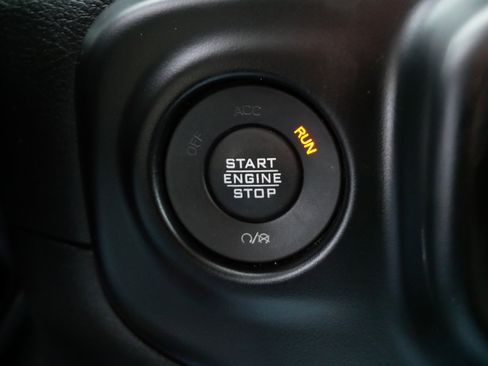 ACC
OFF
RUN
START
ENGINE
STOP